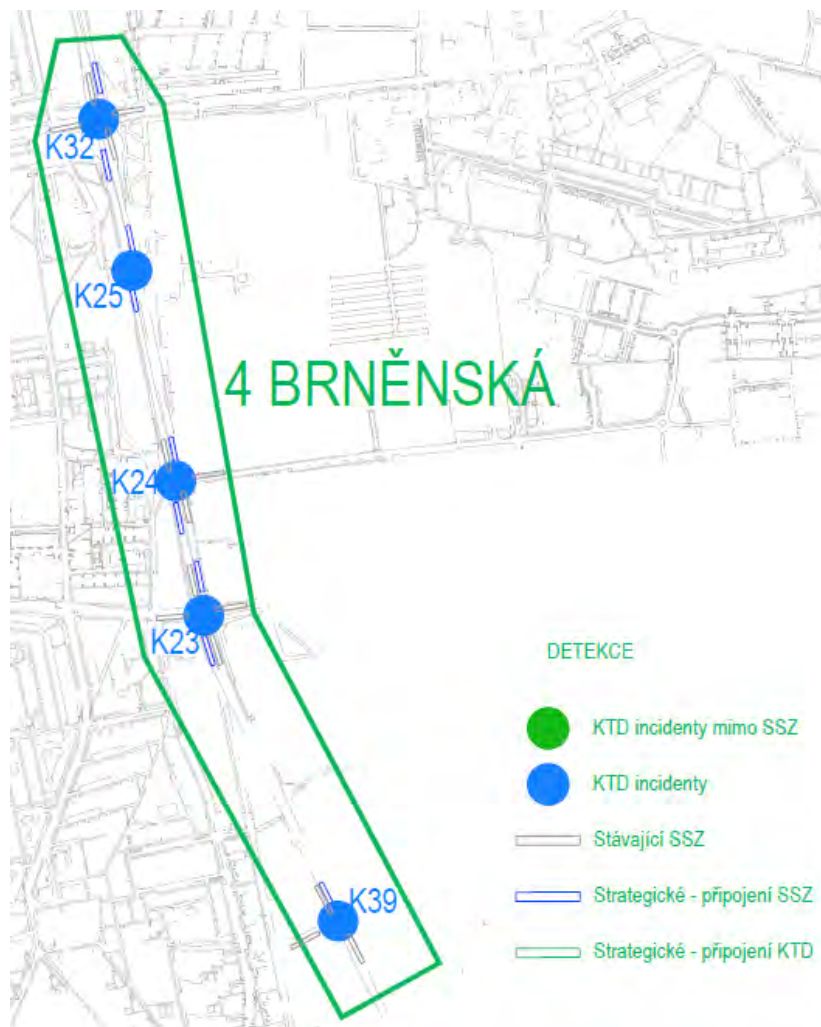 K32
K25
4 BRNĚNSKÁ
K24
K23
K39
DETEKCE
KTD incidenty mimo SSZ
KTD incidenty
Stávající SSZ
Strategické - připojení SSZ
Strategické - připojení KTD